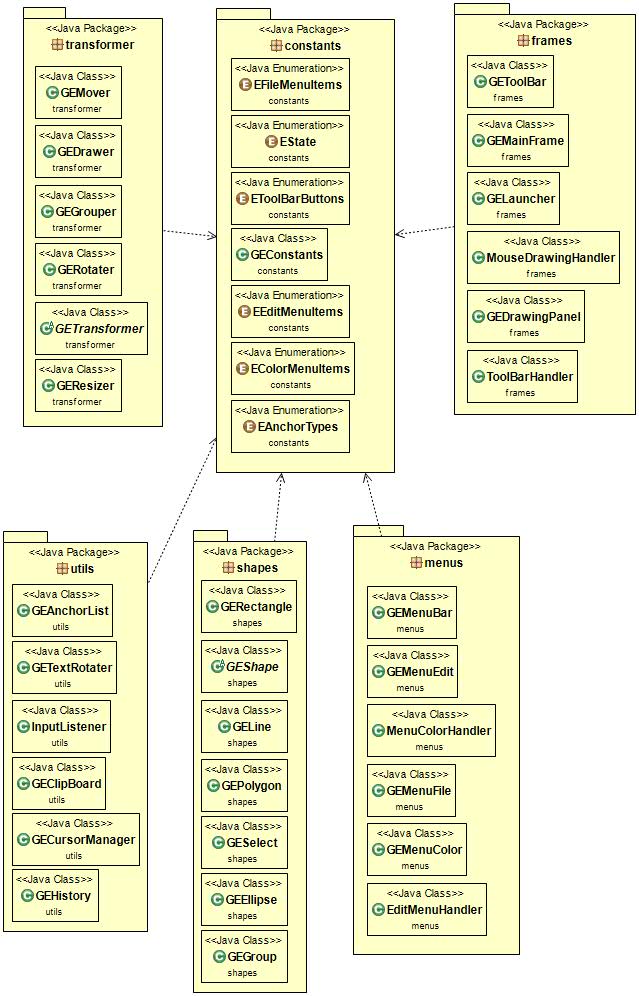 <<Java Package>>
transformer
<<Java Class>>
GEMover
transformer
<<Java Class>>
GEDrawer
transformer
<<Java Class>>
GEGrouper
transformer
<<Java Class>>
GERotater
transformer
<<Java Class>>
GETransformer
transformer
<<Java Class>>
GEResizer
transformer
<<Java Package>>
constants
<<Java Enumeration>>
EFileMenuItems
constants
<<Java Enumeration>>
EState
constants
<<Java Enumeration>>
EToolBarButtons
constants
<<Java Class>>
GEConstants
constants
<<Java Enumeration>>
EEditMenuItems
constants
<<Java Enumeration>>
EColorMenuItems
constants
<<Java Enumeration>>
EAnchorTypes
constants
<<Java Package>>
frames
<<Java Class>>
GEToolBar
frames
<<Java Class>>
GEMainFrame
frames
<<Java Class>>
GELauncher
frames
<<Java Class>>
MouseDrawingHandler
frames
<<Java Class>>
GEDrawingPanel
frames
<<Java Class>>
ToolBarHandler
frames
<<Java Package>>
utils
<<Java Class>>
GEAnchorList
utils
<<Java Class>>
GETextRotater
utils
<<Java Class>>
InputListener
utils
<<Java Class>>
GEClipBoard
utils
<<Java Class>>
GECursorManager
utils
<<Java Class>>
GEHistory
utils
<<Java Package>>
shapes
<<Java Class>>
GERectangle
shapes
<<Java Class>>
GEShape
shapes
<<Java Class>>
GELine
shapes
<<Java Class>>
GEPolygon
shapes
<<Java Class>>
GESelect
shapes
<<Java Class>>
GEEllipse
shapes
<<Java Class>>
GEGroup
shapes
<<Java Package>>
menus
<<Java Class>>
GEMenuBar
menus
<<Java Class>>
GEMenuEdit
menus
<<Java Class>>
MenuColorHandler
menus
<<Java Class>>
GEMenuFile
menus
<<Java Class>>
GEMenuColor
menus
<<Java Class>>
EditMenuHandler
menus